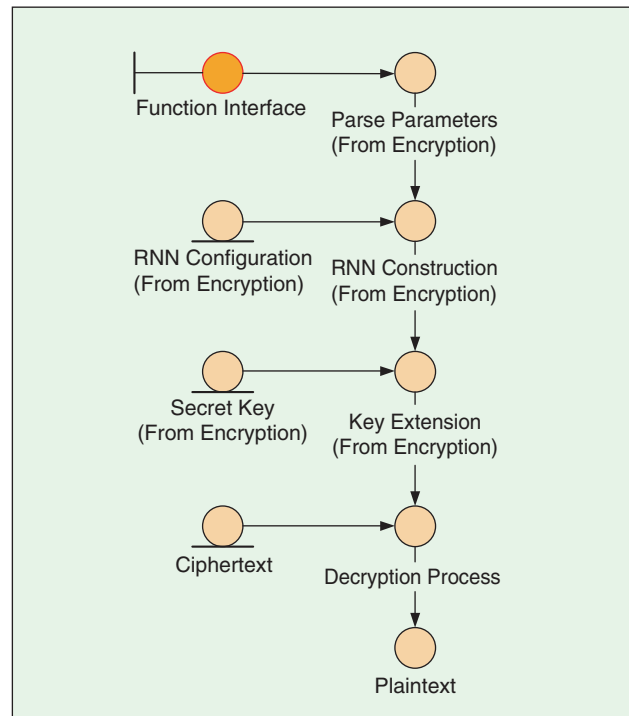 Function Interface
Parse Parameters
(From Encryption)
RNN Configuration
(From Encryption)
RNN Construction
(From Encryption)
Secret Key
(From Encryption)
Key Extension
(From Encryption)
Ciphertext
Decryption Process
Plaintext